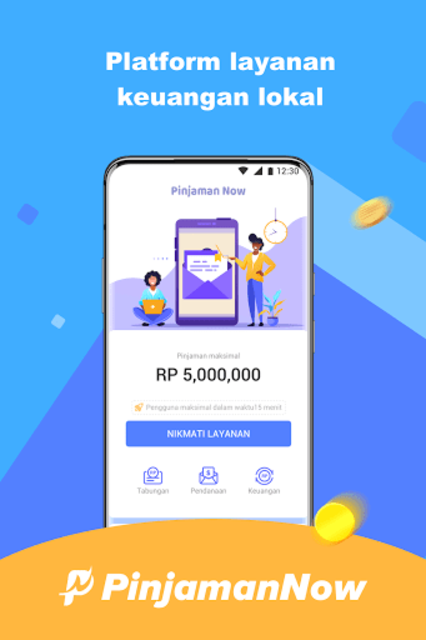 Platform layanan
keuangan lokal
12:30
Pinjaman Now
Pinjaman maksimal
RP 5,000,000
Pengguna maksimal dalam waktu15 menit
NIKMATI LAYANAN
Tabungan Pendanaan Keuangan
PinjamanNow